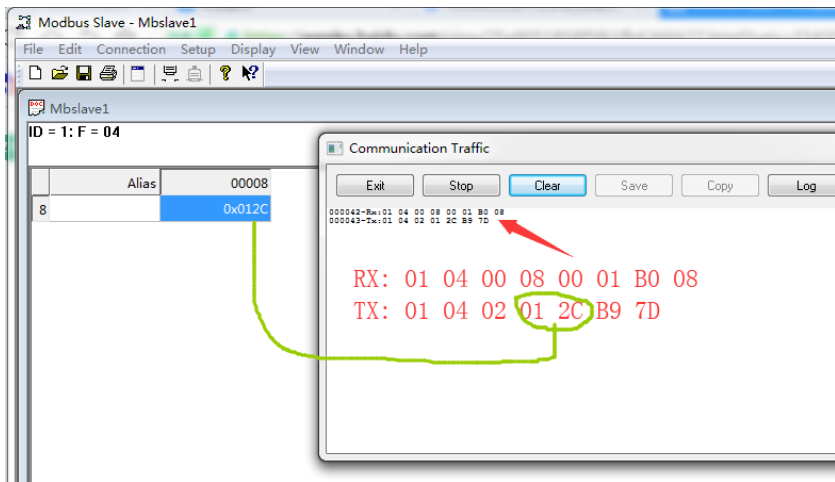 Modbus Slave - Mbslave1
File Edit Connection Setup Display View Window Help
Mbslave1
ID = 1: F = 04
Alias 00008
8 0x012C
Communication Traffic
Exit Stop Clear Save Copy Log
000042-Rx:01 04 00 08 00 01 B0 08
000043-Tx:01 04 02 01 2C B9 7D
RX: 01 04 00 08 00 01 B0 08
TX: 01 04 02 01 2C B9 7D